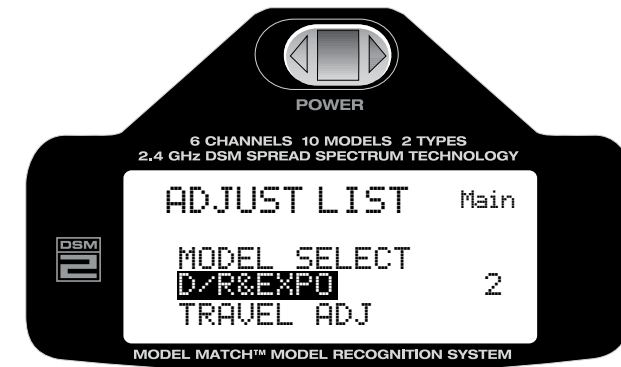 POWER
6 CHANNELS 10 MODELS 2 TYPES
2.4 GHz DSM SPREAD SPECTRUM TECHNOLOGY
ADJUST LIST Main
DSM
2
MODEL SELECT
D/R&EXPO 2
TRAVEL ADJ
MODEL MATCH™ MODEL RECOGNITION SYSTEM